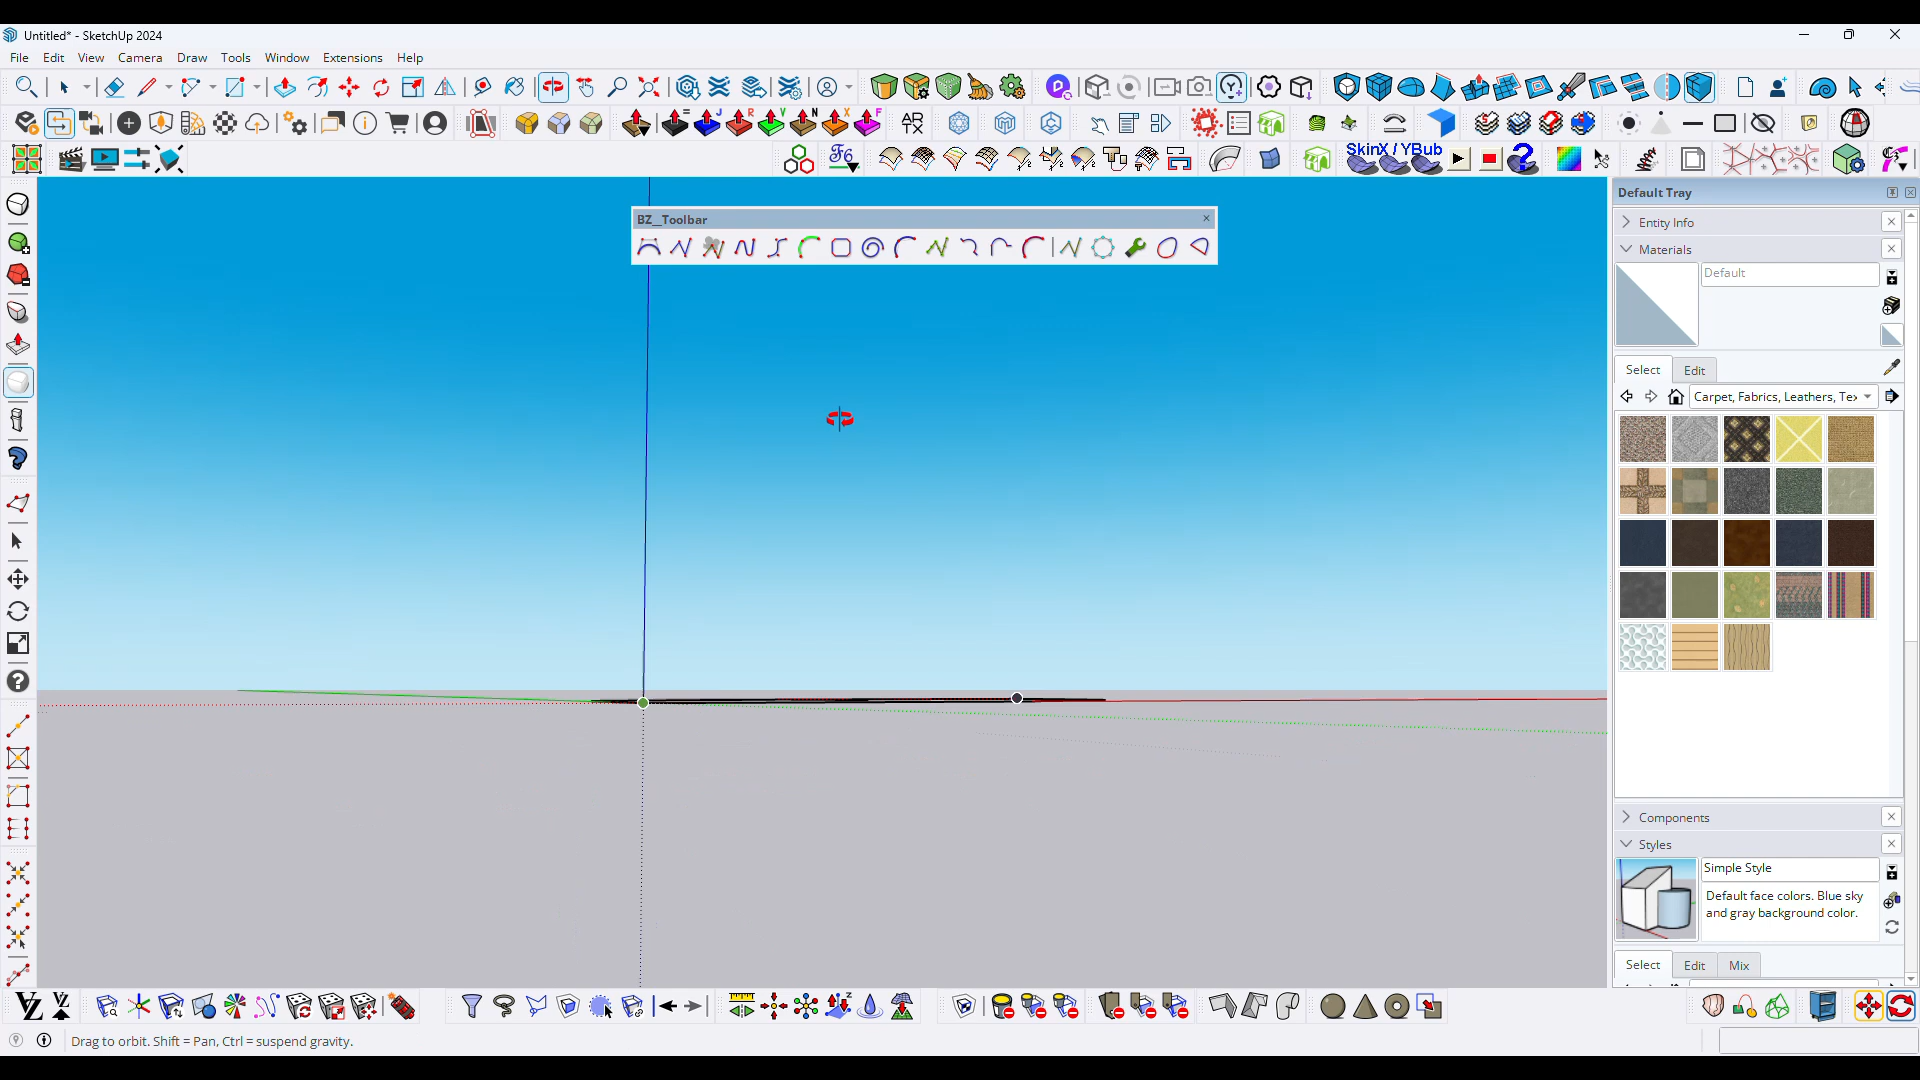 Untitled* - SketchUp 2024
File Edit View Camera Draw Tools Window Extensions Help
AR
SkinX / YBub
BZ__Toolbar
Default Tray
Entity Info
Materials
Default
Select Edit
Carpet, Fabrics, Leathers, Tex
Components
Styles
Simple Style
Default face colors. Blue sky
and gray background color.
Select Edit Mix
Drag to orbit. Shift = Pan, Ctrl = suspend gravity.